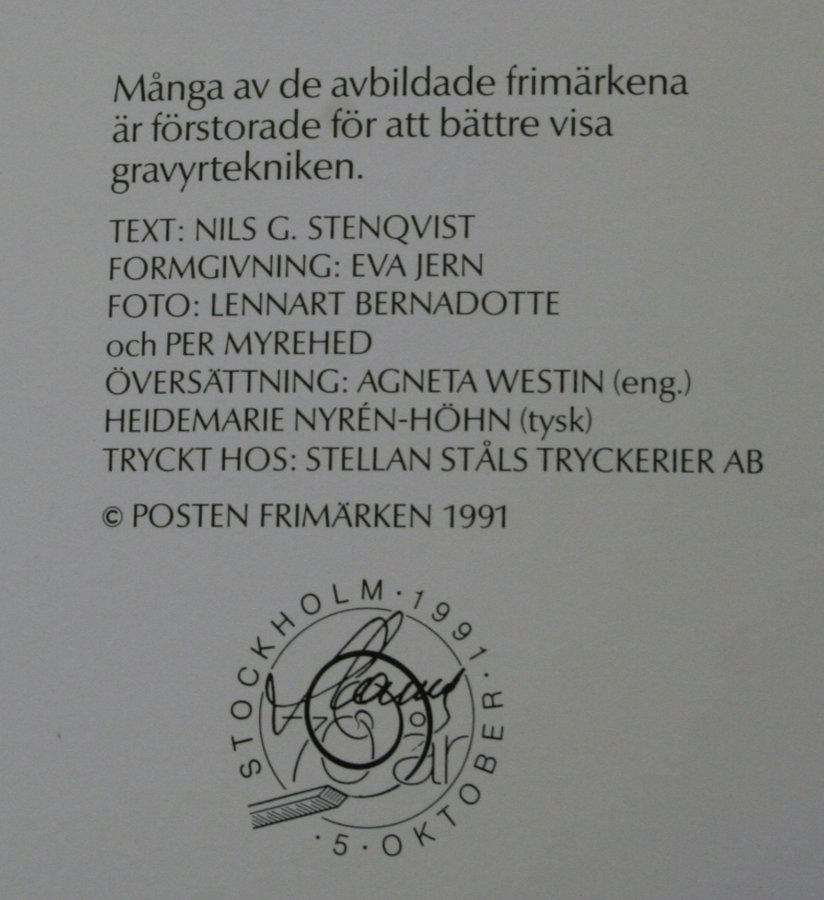 Många av de avbildade frimärkena
är förstorade för att bättre visa
gravyrtekniken.
TEXT: NILS G. STENQVIST
FORMGIVNING: EVA JERN
FOTO: LENNART BERNADOTTE
och PER MYREHED
ÖVERSÄTTNING: AGNETA WESTIN (eng.)
HEIDEMARIE NYRÉN-HÖHN (tysk)
TRYCKT HOS: STELLAN STÅLS TRYCKERIER AB
© POSTEN FRIMÄRKEN 1991
STOCKHOLM · 1991 ·
år
· 5 · OKTOBER